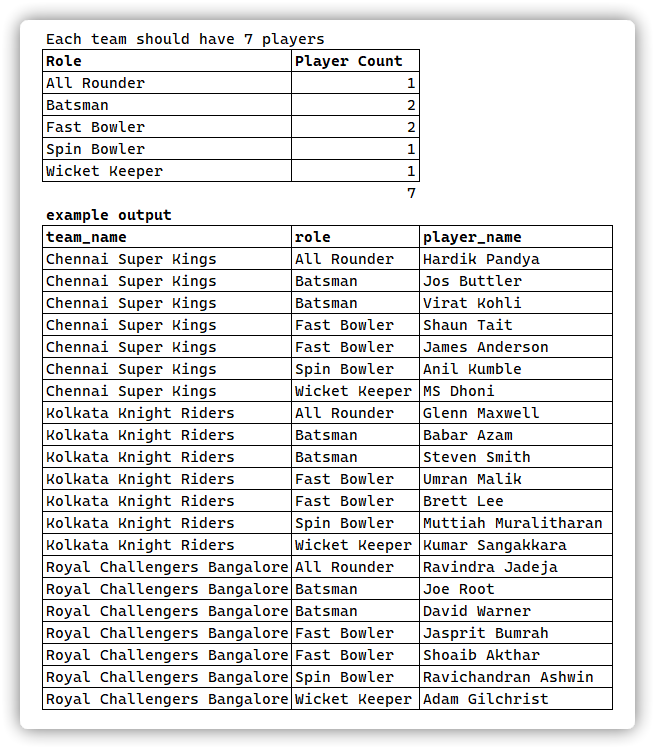 Each team should have 7 players
Role Player Count
All Rounder 1
Batsman 2
Fast Bowler 2
Spin Bowler 1
Wicket Keeper 1
7
example output
team_name role player_name
Chennai Super Kings All Rounder Hardik Pandya
Chennai Super Kings Batsman Jos Buttler
Chennai Super Kings Batsman Virat Kohli
Chennai Super Kings Fast Bowler Shaun Tait
Chennai Super Kings Fast Bowler James Anderson
Chennai Super Kings Spin Bowler Anil Kumble
Chennai Super Kings Wicket Keeper MS Dhoni
Kolkata Knight Riders All Rounder Glenn Maxwell
Kolkata Knight Riders Batsman Babar Azam
Kolkata Knight Riders Batsman Steven Smith
Kolkata Knight Riders Fast Bowler Umran Malik
Kolkata Knight Riders Fast Bowler Brett Lee
Kolkata Knight Riders Spin Bowler Muttiah Muralitharan
Kolkata Knight Riders Wicket Keeper Kumar Sangakkara
Royal Challengers Bangalore All Rounder Ravindra Jadeja
Royal Challengers Bangalore Batsman Joe Root
Royal Challengers Bangalore Batsman David Warner
Royal Challengers Bangalore Fast Bowler Jasprit Bumrah
Royal Challengers Bangalore Fast Bowler Shoaib Akthar
Royal Challengers Bangalore Spin Bowler Ravichandran Ashwin
Royal Challengers Bangalore Wicket Keeper Adam Gilchrist